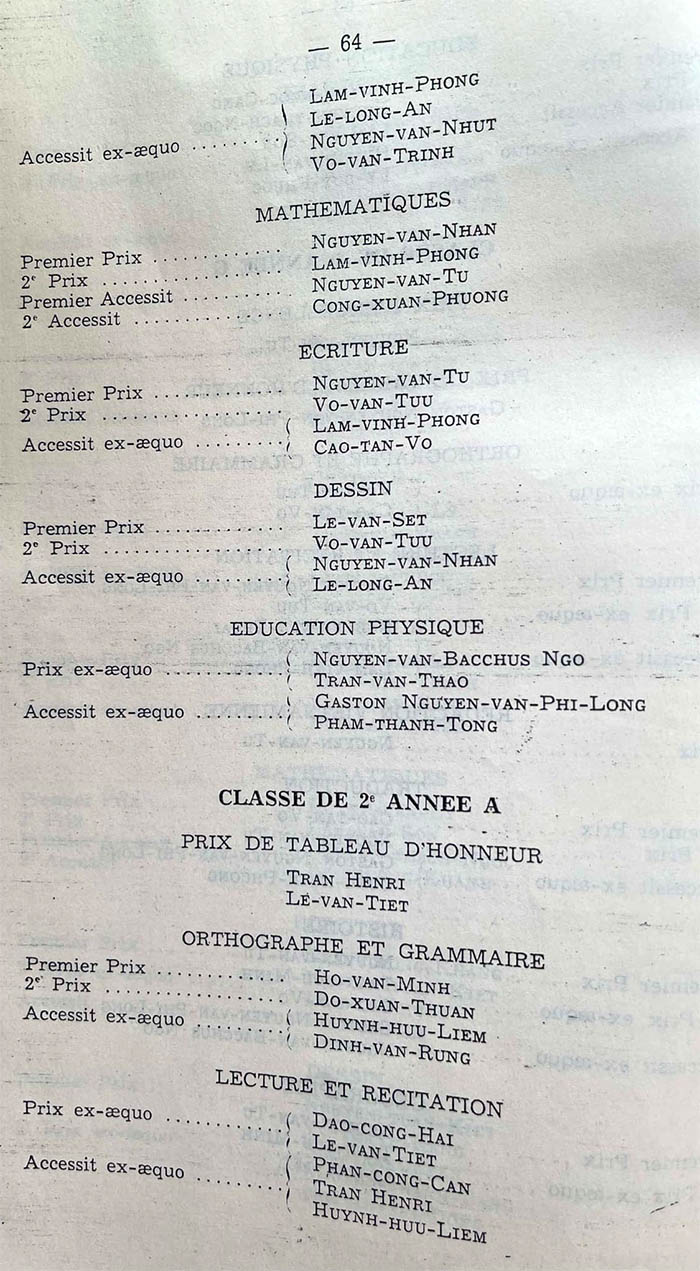 — 64 —
LAM-VINH-PHONG
LE-LONG-AN
Accessit ex-æquo ........ NGUYEN-VAN-NHUT
VO-VAN-TRINH
MATHEMATIQUES
Premier Prix ............ NGUYEN-VAN-NHAN
2e Prix ................. LAM-VINH-PHONG
Premier Accessit ........ NGUYEN-VAN-TU
2e Accessit ............. CONG-XUAN-PHUONG
ECRITURE
Premier Prix ............ NGUYEN-VAN-TU
2e Prix ................. VO-VAN-TUU
Accessit ex-æquo ........ LAM-VINH-PHONG
CAO-TAN-VO
DESSIN
Premier Prix ............ LE-VAN-SET
2e Prix ................. VO-VAN-TUU
Accessit ex-æquo ........ NGUYEN-VAN-NHAN
LE-LONG-AN
EDUCATION PHYSIQUE
Prix ex-æquo ............ NGUYEN-VAN-BACCHUS NGO
TRAN-VAN-THAO
Accessit ex-æquo ........ GASTON NGUYEN-VAN-PHI-LONG
PHAM-THANH-TONG
CLASSE DE 2e ANNEE A
PRIX DE TABLEAU D'HONNEUR
TRAN HENRI
LE-VAN-TIET
ORTHOGRAPHE ET GRAMMAIRE
Premier Prix ............ HO-VAN-MINH
2e Prix ................. DO-XUAN-THUAN
Accessit ex-æquo ........ HUYNH-HUU-LIEM
DINH-VAN-RUNG
LECTURE ET RECITATION
Prix ex-æquo ............ DAO-CONG-HAI
LE-VAN-TIET
Accessit ex-æquo ........ PHAN-CONG-CAN
TRAN HENRI
HUYNH-HUU-LIEM